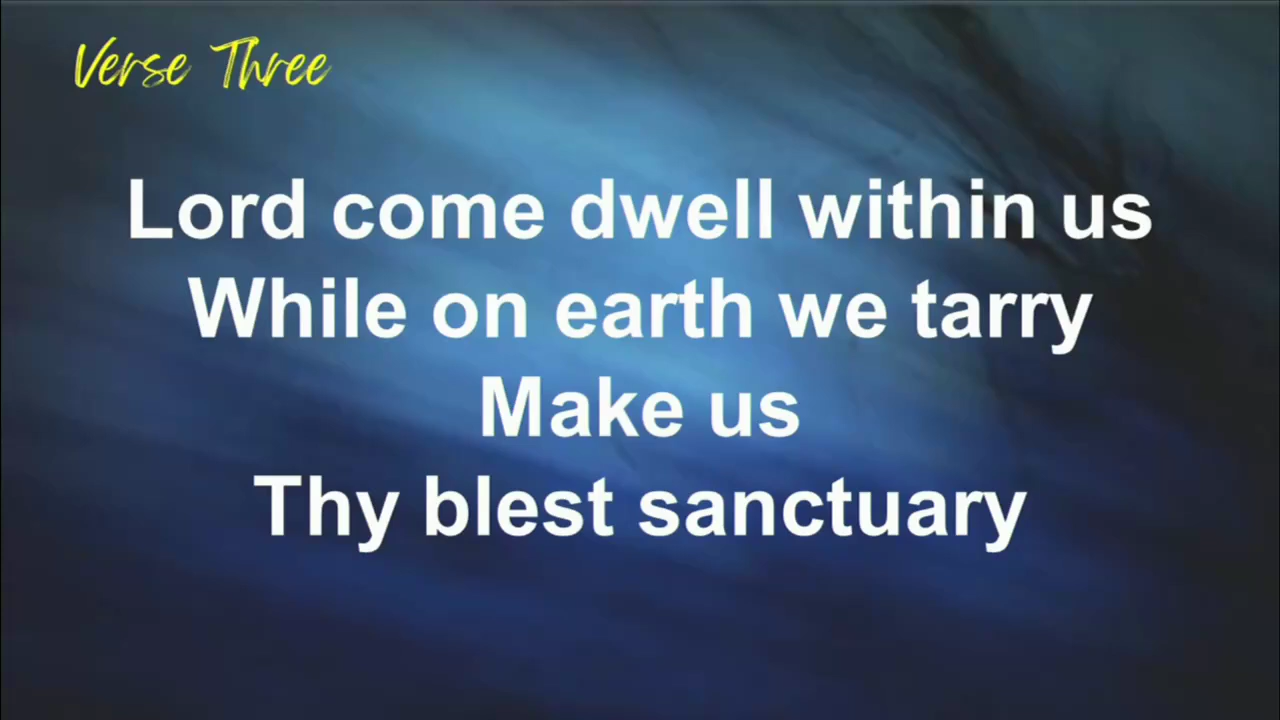 Verse Three
Lord come dwell within us
While on earth we tarry
Make us
Thy blest sanctuary